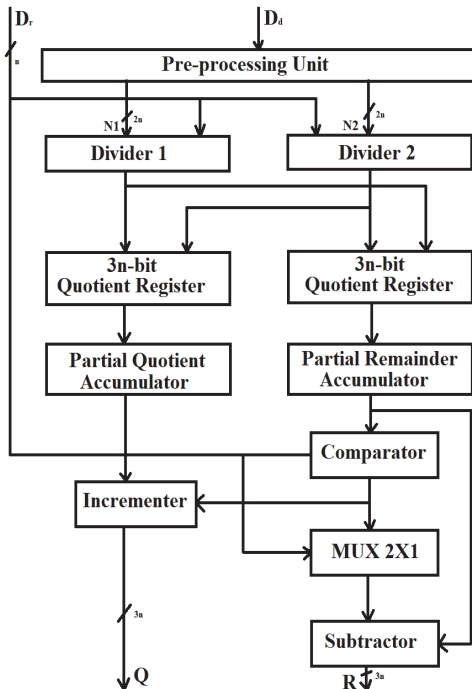 Dr Dd
n
Pre-processing Unit
N1 2n N2 2n
Divider 1 Divider 2
3n-bit
Quotient Register
3n-bit
Quotient Register
Partial Quotient
Accumulator
Partial Remainder
Accumulator
Comparator
Incrementer
MUX 2X1
3n
Subtractor
Q R 3n